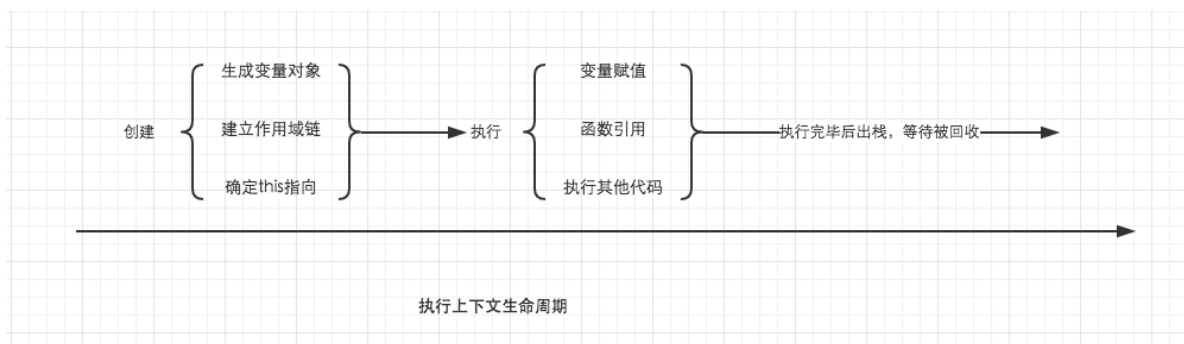 创建
生成变量对象
建立作用域链
确定this指向
执行
变量赋值
函数引用
执行其他代码
执行完毕后出栈，等待被回收
执行上下文生命周期